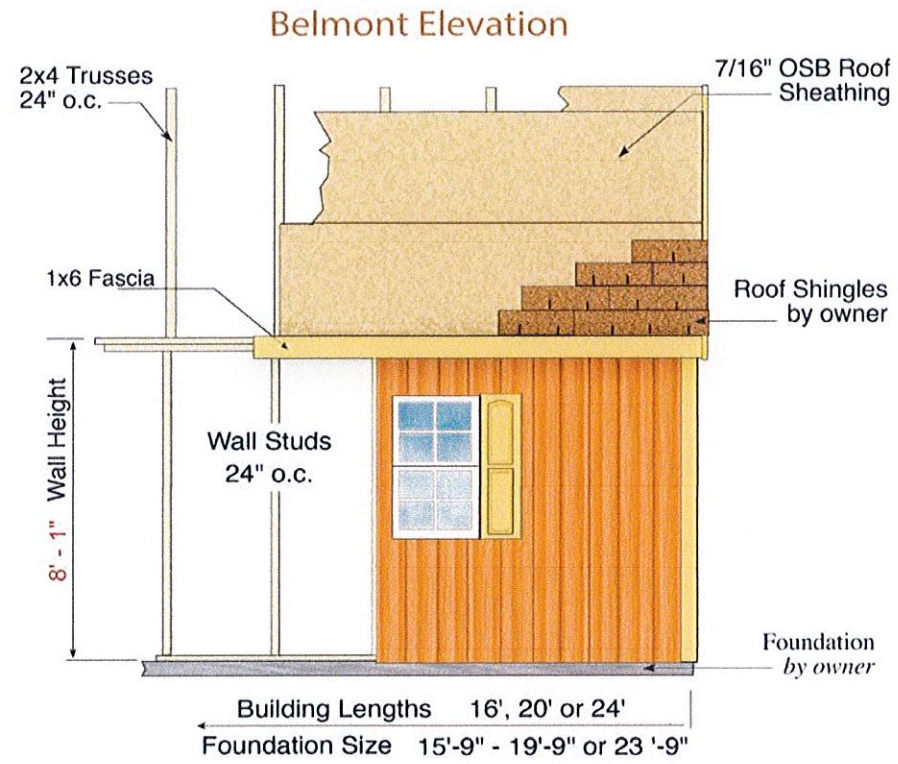 Belmont Elevation
2x4 Trusses
24" o.c.
7/16" OSB Roof
Sheathing
1x6 Fascia
Roof Shingles
by owner
8' - 1" Wall Height
Wall Studs
24" o.c.
Foundation
by owner
Building Lengths 16', 20' or 24'
Foundation Size 15'-9" - 19'-9" or 23 '-9"